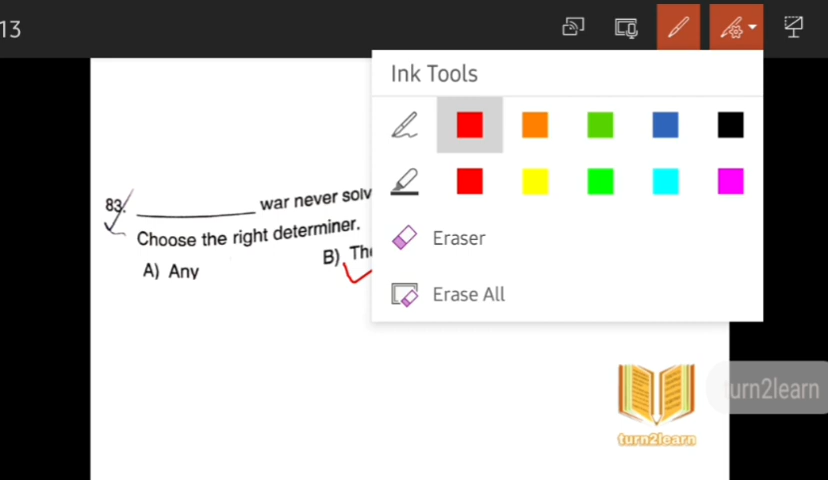 13
Ink Tools
83. ____________ war never solv
Choose the right determiner.
A) Any
B) Th
Eraser
Erase All
turn2learn
turn2learn